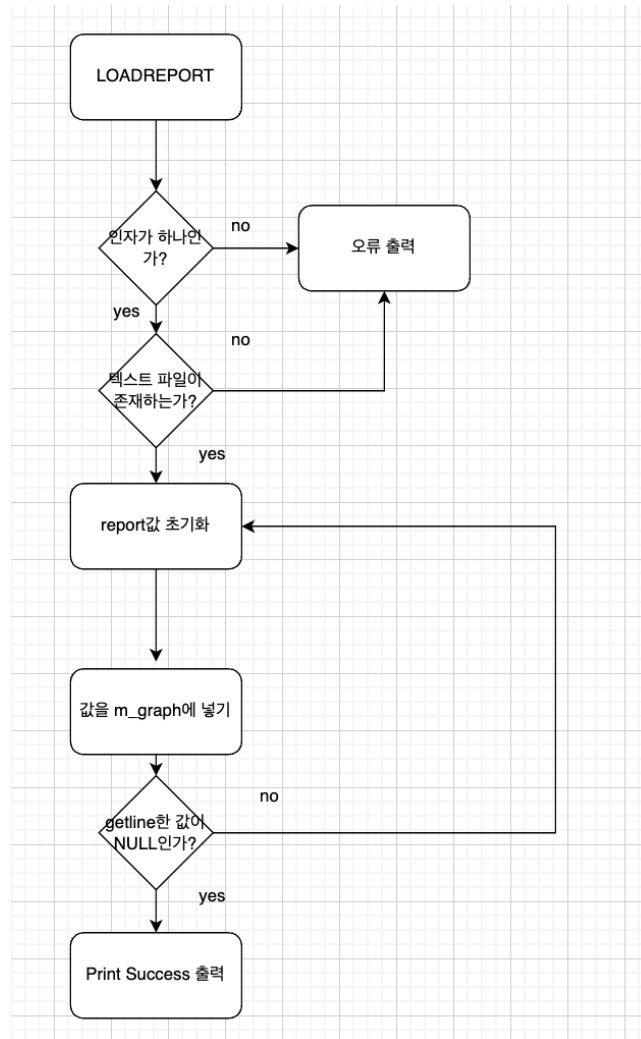 LOADREPORT
인자가 하나인
가?
no
오류 출력
yes
텍스트 파일이
존재하는가?
no
yes
report값 초기화
값을 m_graph에 넣기
getline한 값이
NULL인가?
no
yes
Print Success 출력